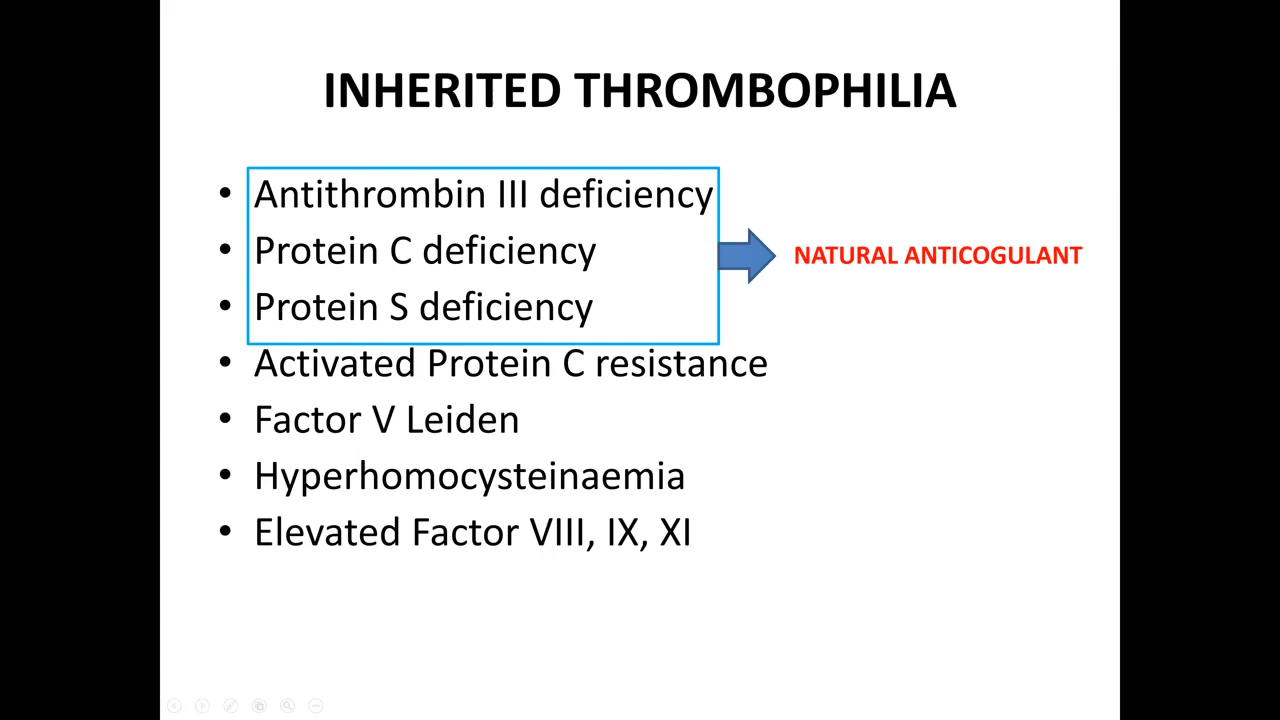 INHERITED THROMBOPHILIA
• Antithrombin III deficiency
• Protein C deficiency
NATURAL ANTICOGULANT
• Protein S deficiency
• Activated Protein C resistance
• Factor V Leiden
• Hyperhomocysteinaemia
• Elevated Factor VIII, IX, XI